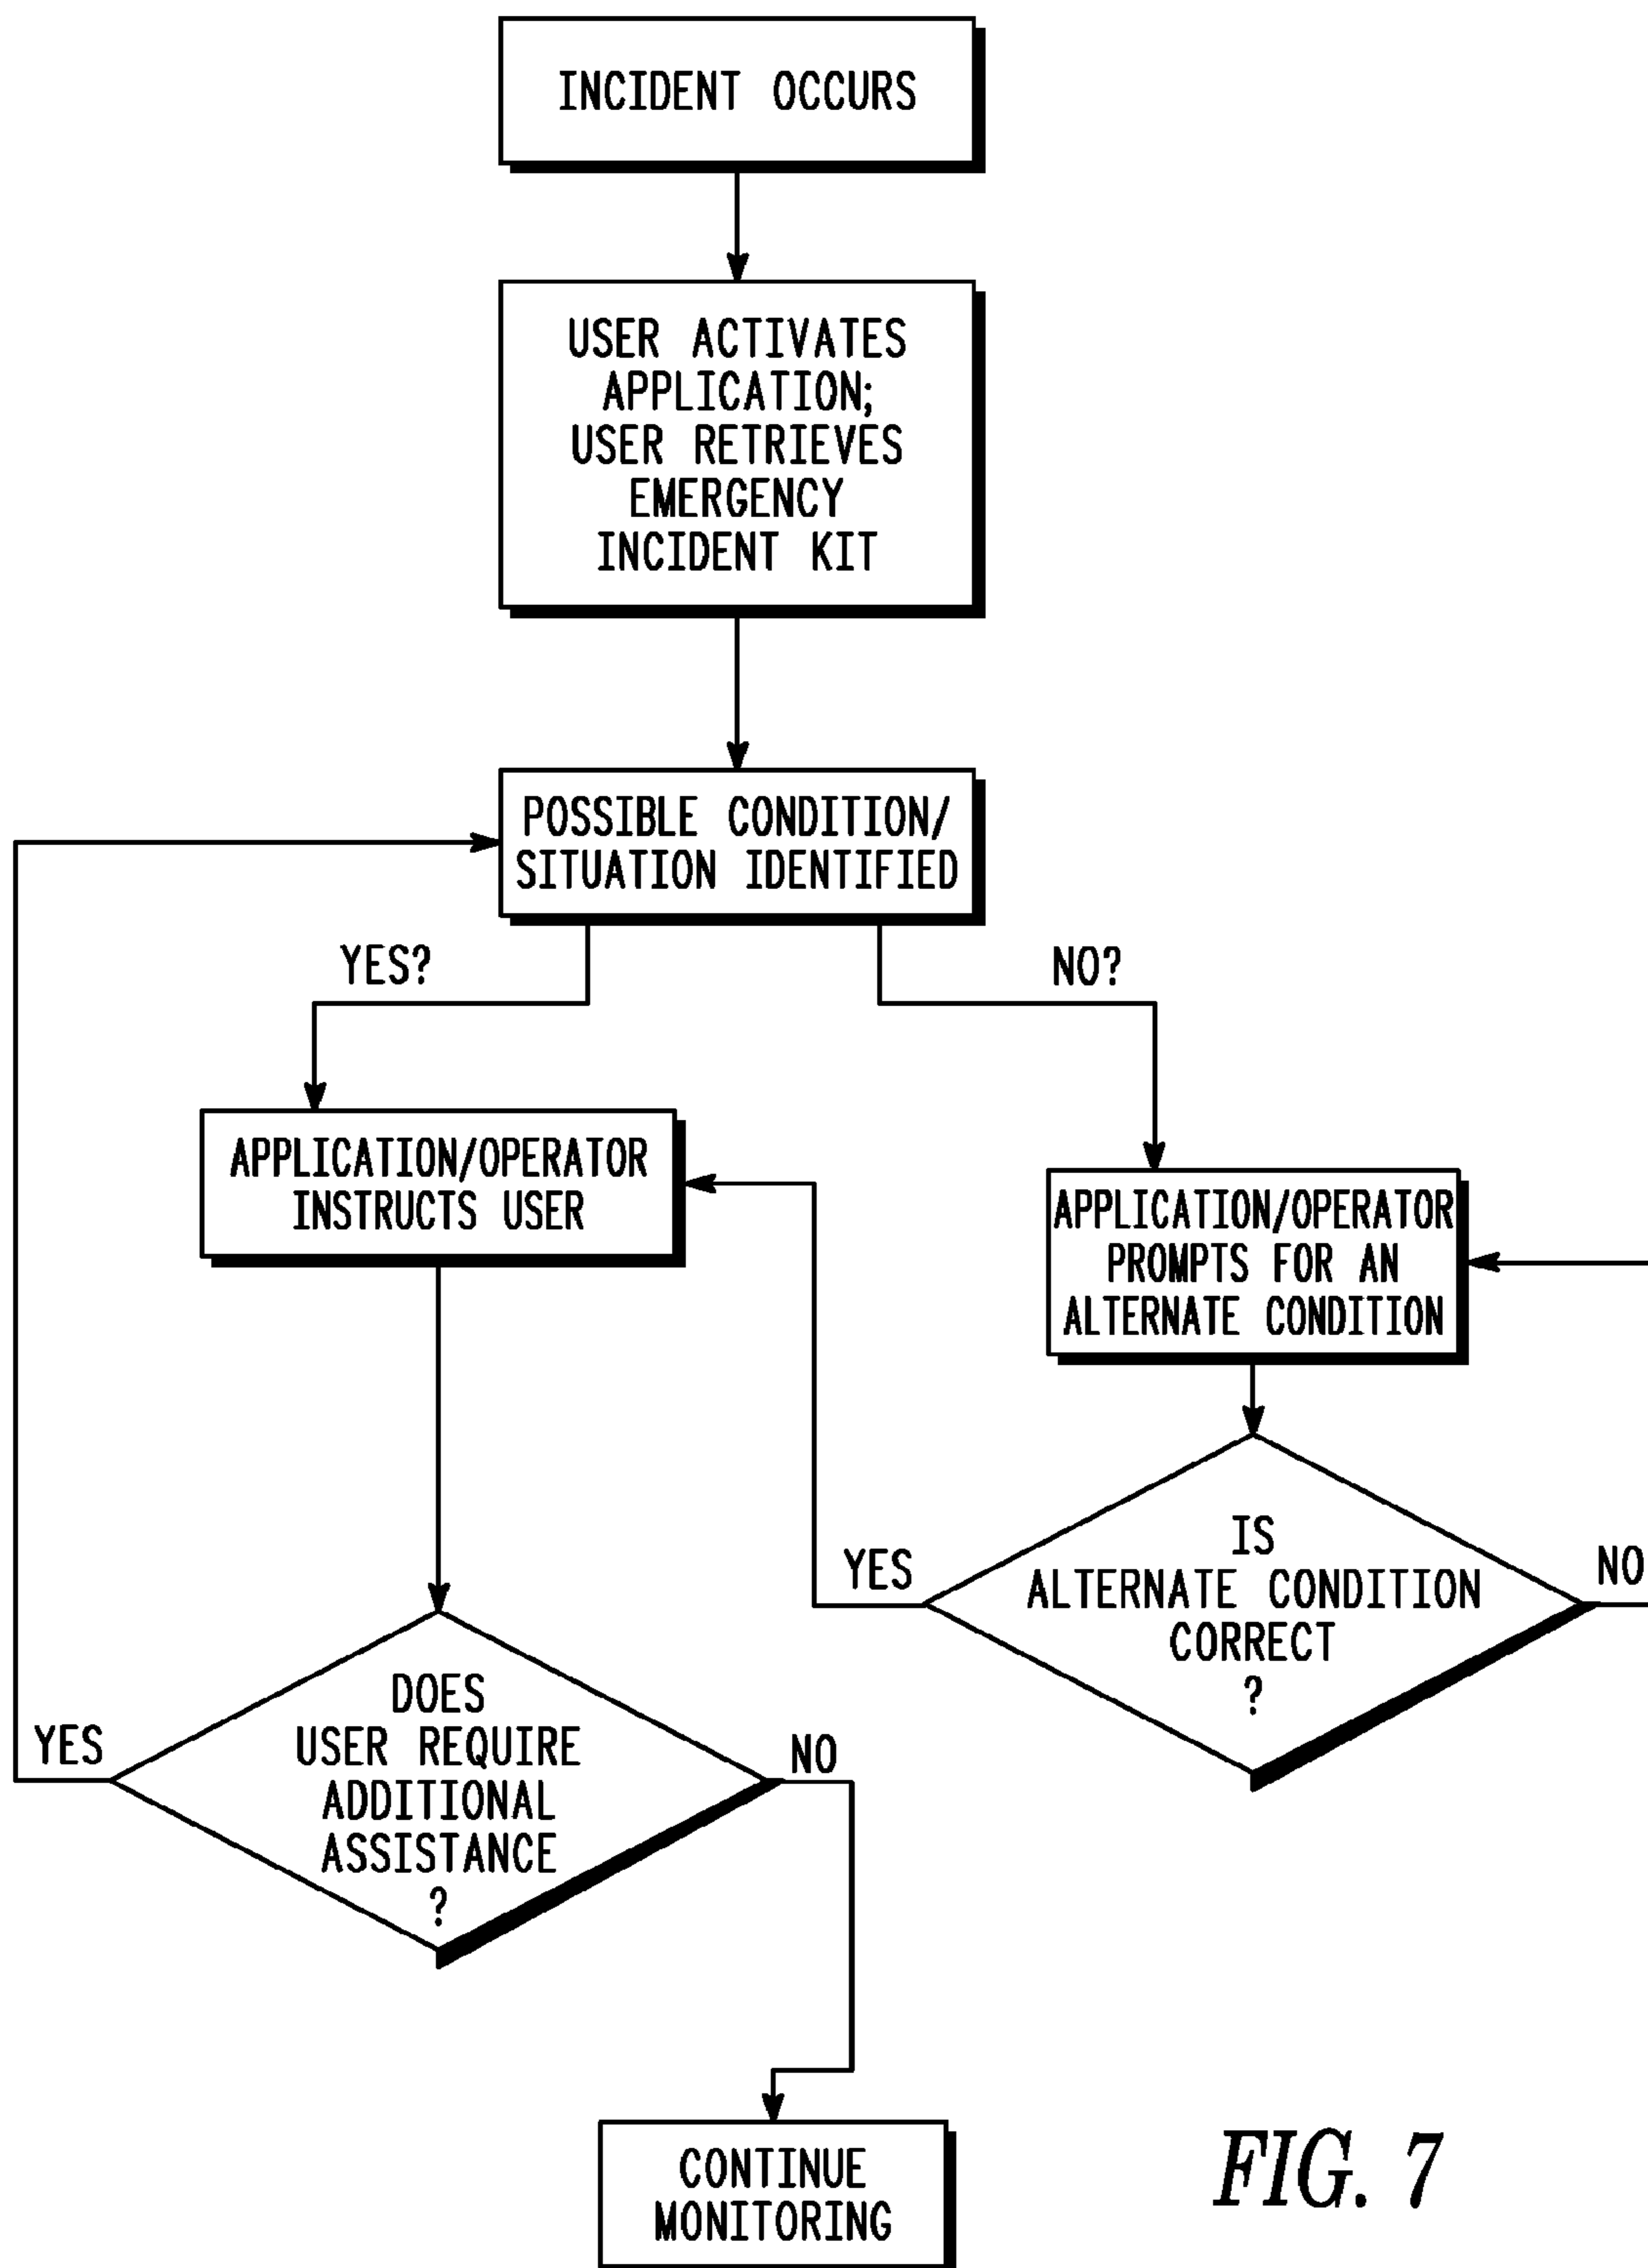 INCIDENT OCCURS
USER ACTIVATES
APPLICATION;
USER RETRIEVES
EMERGENCY
INCIDENT KIT
POSSIBLE CONDITION/
SITUATION IDENTIFIED
YES?
NO?
APPLICATION/OPERATOR
INSTRUCTS USER
APPLICATION/OPERATOR
PROMPTS FOR AN
ALTERNATE CONDITION
IS
ALTERNATE CONDITION
CORRECT
?
YES
NO
DOES
USER REQUIRE
ADDITIONAL
ASSISTANCE
?
YES
NO
CONTINUE
MONITORING
FIG. 7